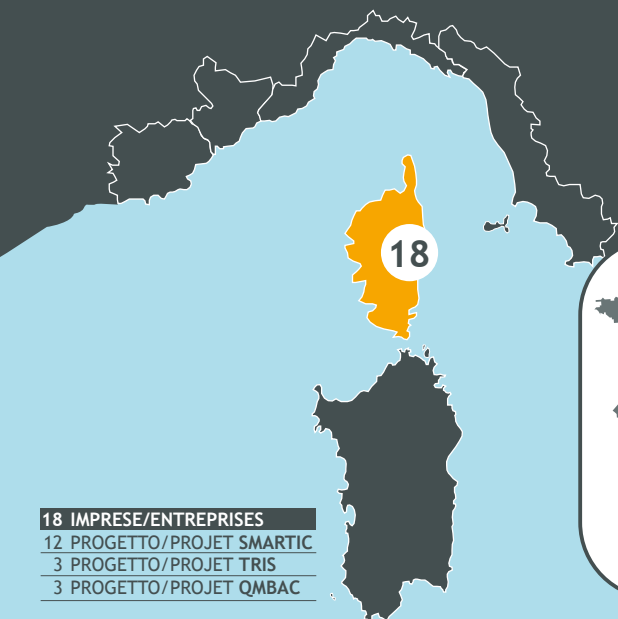 18
18 IMPRESE/ENTREPRISES
12 PROGETTO/PROJET SMARTIC
3 PROGETTO/PROJET TRIS
3 PROGETTO/PROJET QMBAC